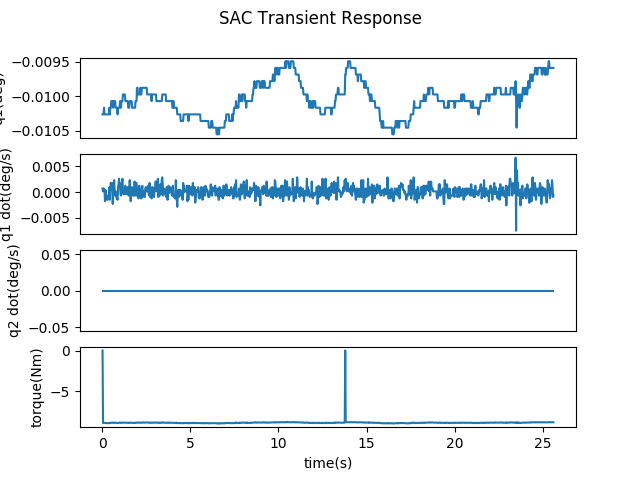 SAC Transient Response
−0.0095
−0.0100
−0.0105
q1(deg)
0.005
0.000
−0.005
q1 dot(deg/s)
0.05
0.00
−0.05
q2 dot(deg/s)
0
−5
torque(Nm)
0 5 10 15 20 25
time(s)